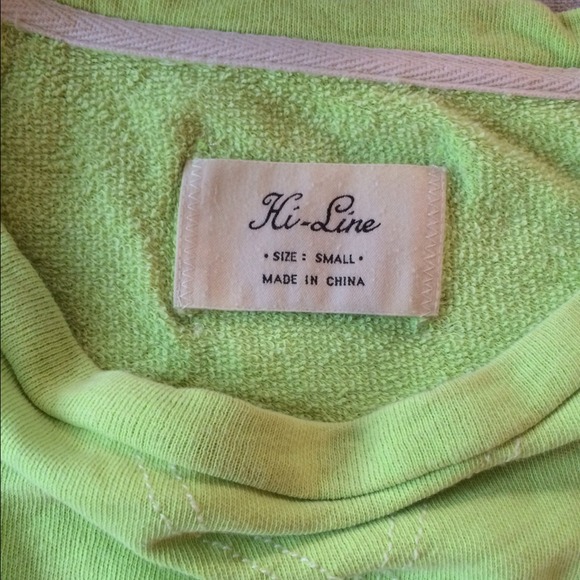 Hi-Line
• SIZE: SMALL •
MADE IN CHINA